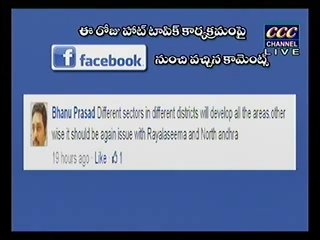 ఈ రోజు హాట్ టాపిక్ కార్యక్రమంపై
CCC
CHANNEL
LIVE
f facebook. నుంచి వచ్చిన కామెంట్స్
Bhanu Prasad Different sectors in different districts will develop all the areas.other
wise it should be again issue with Rayalaseema and North andhra
19 hours ago · Like · 1